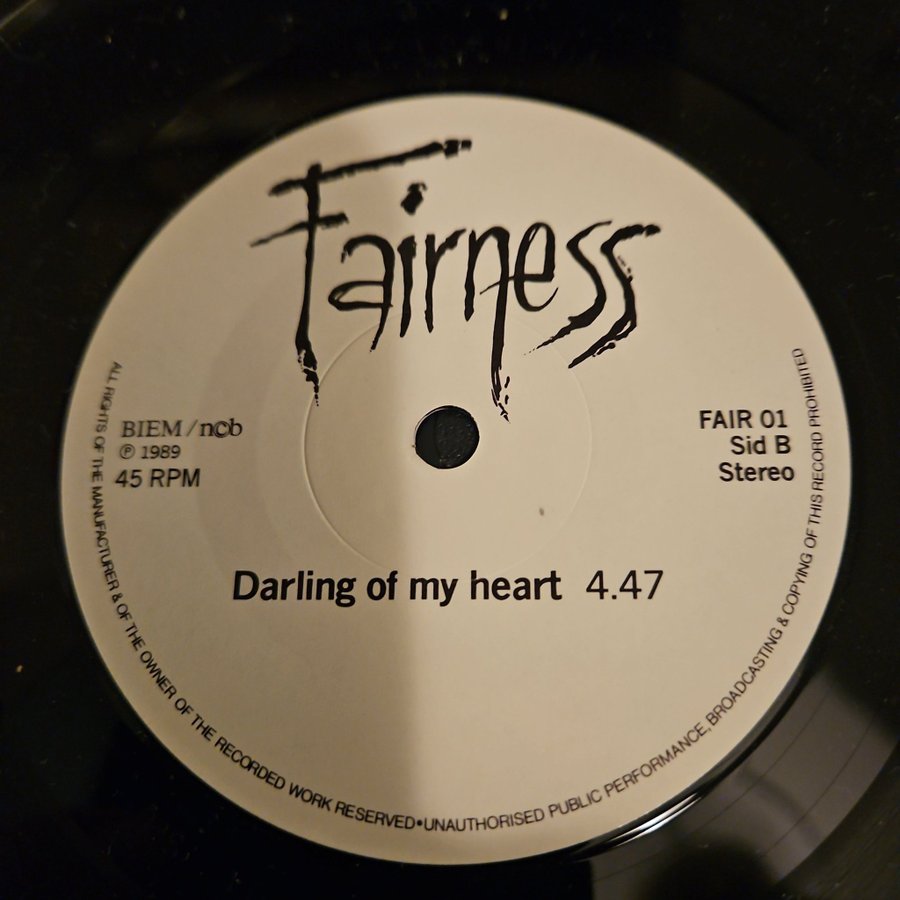 Fairness
BIEM/n©b
℗ 1989
45 RPM
FAIR 01
Sid B
Stereo
Darling of my heart 4.47
ALL RIGHTS OF THE MANUFACTURER & OF THE OWNER OF THE RECORDED WORK RESERVED•UNAUTHORISED PUBLIC PERFORMANCE, BROADCASTING & COPYING OF THIS RECORD PROHIBITED